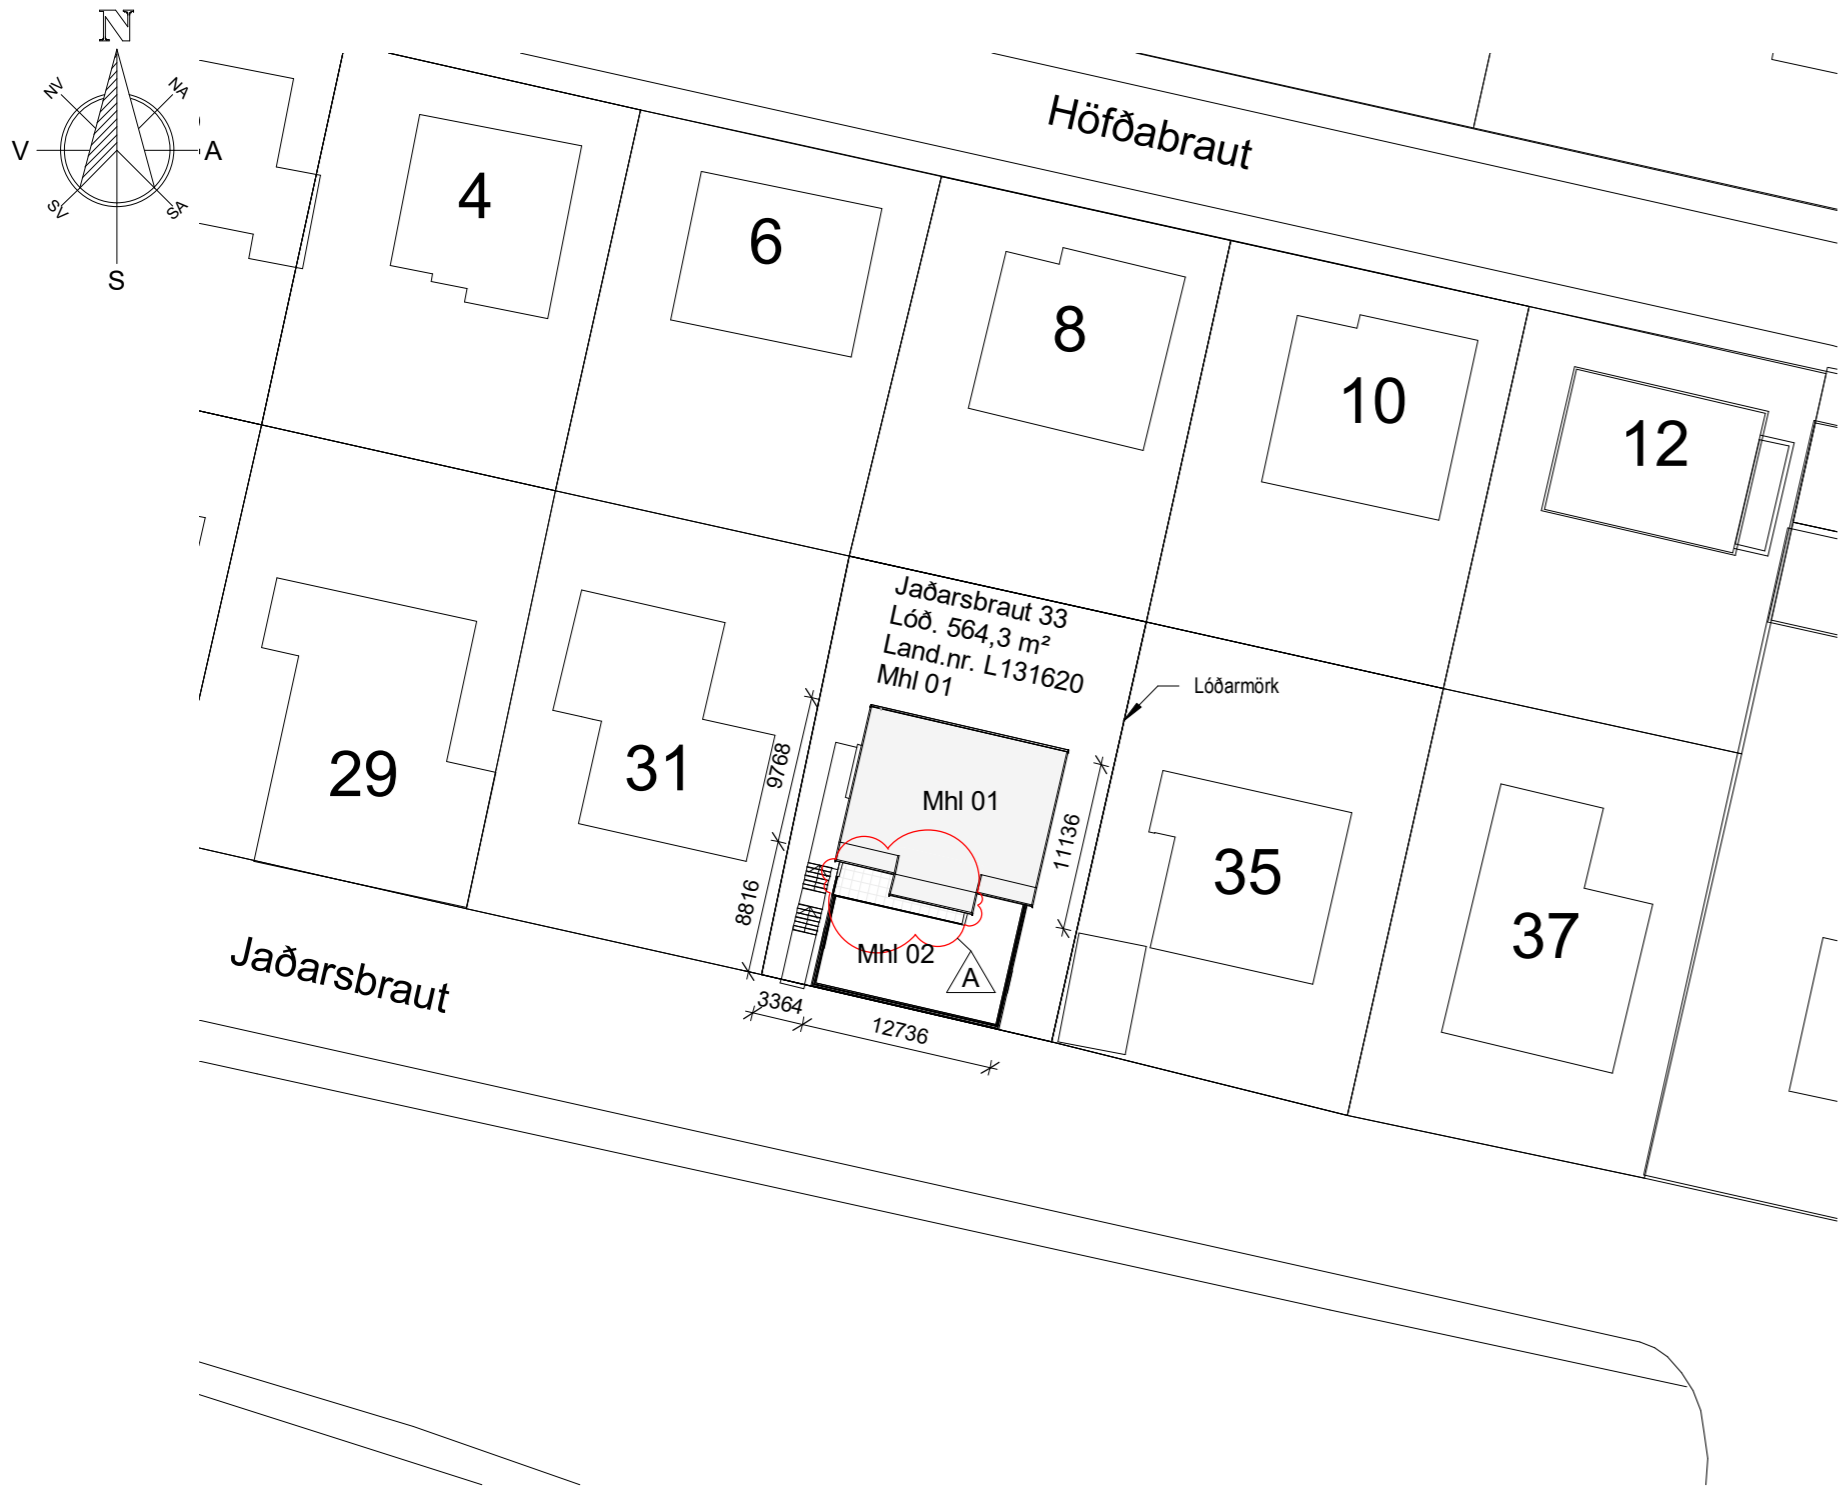 N
NV
NA
V
A
SV
SA
S
Höfðabraut
4
6
8
10
12
Jaðarsbraut 33
Lóð. 564,3 m²
Land.nr. L131620
Mhl 01
Lóðarmörk
29
31
9768
Mhl 01
11136
35
37
8816
Mhl 02
A
Jaðarsbraut
3364
12736